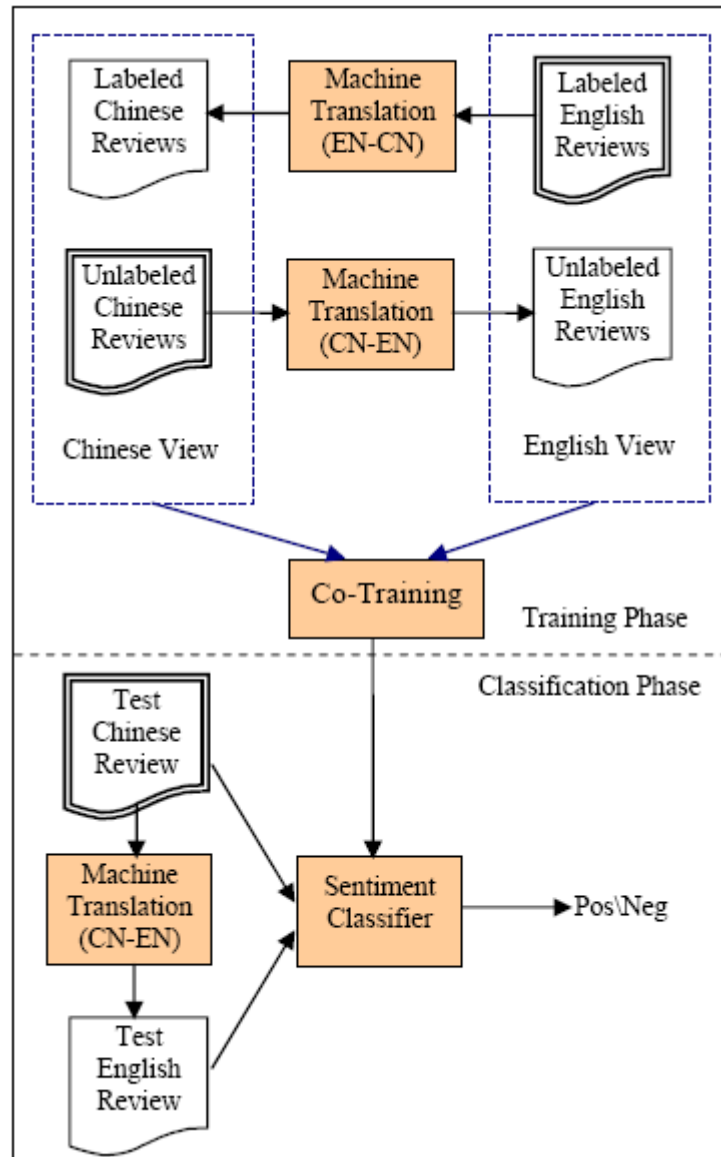 Labeled
Chinese
Reviews
Machine
Translation
(EN-CN)
Labeled
English
Reviews
Unlabeled
Chinese
Reviews
Machine
Translation
(CN-EN)
Unlabeled
English
Reviews
Chinese View
English View
Co-Training
Training Phase
Classification Phase
Test
Chinese
Review
Machine
Translation
(CN-EN)
Sentiment
Classifier
Pos\Neg
Test
English
Review